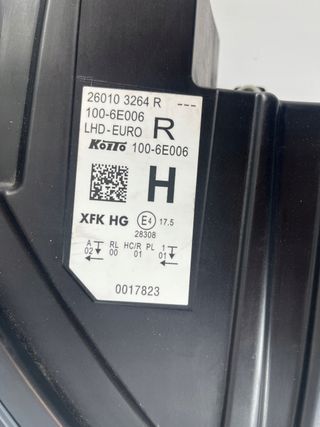 26010 3264 R ---
100-6E006
LHD-EURO R
Koito 100-6E006
H
XFK HG E4 17.5
28308
A RL HC/R PL 1
02 00 01 01
0017823